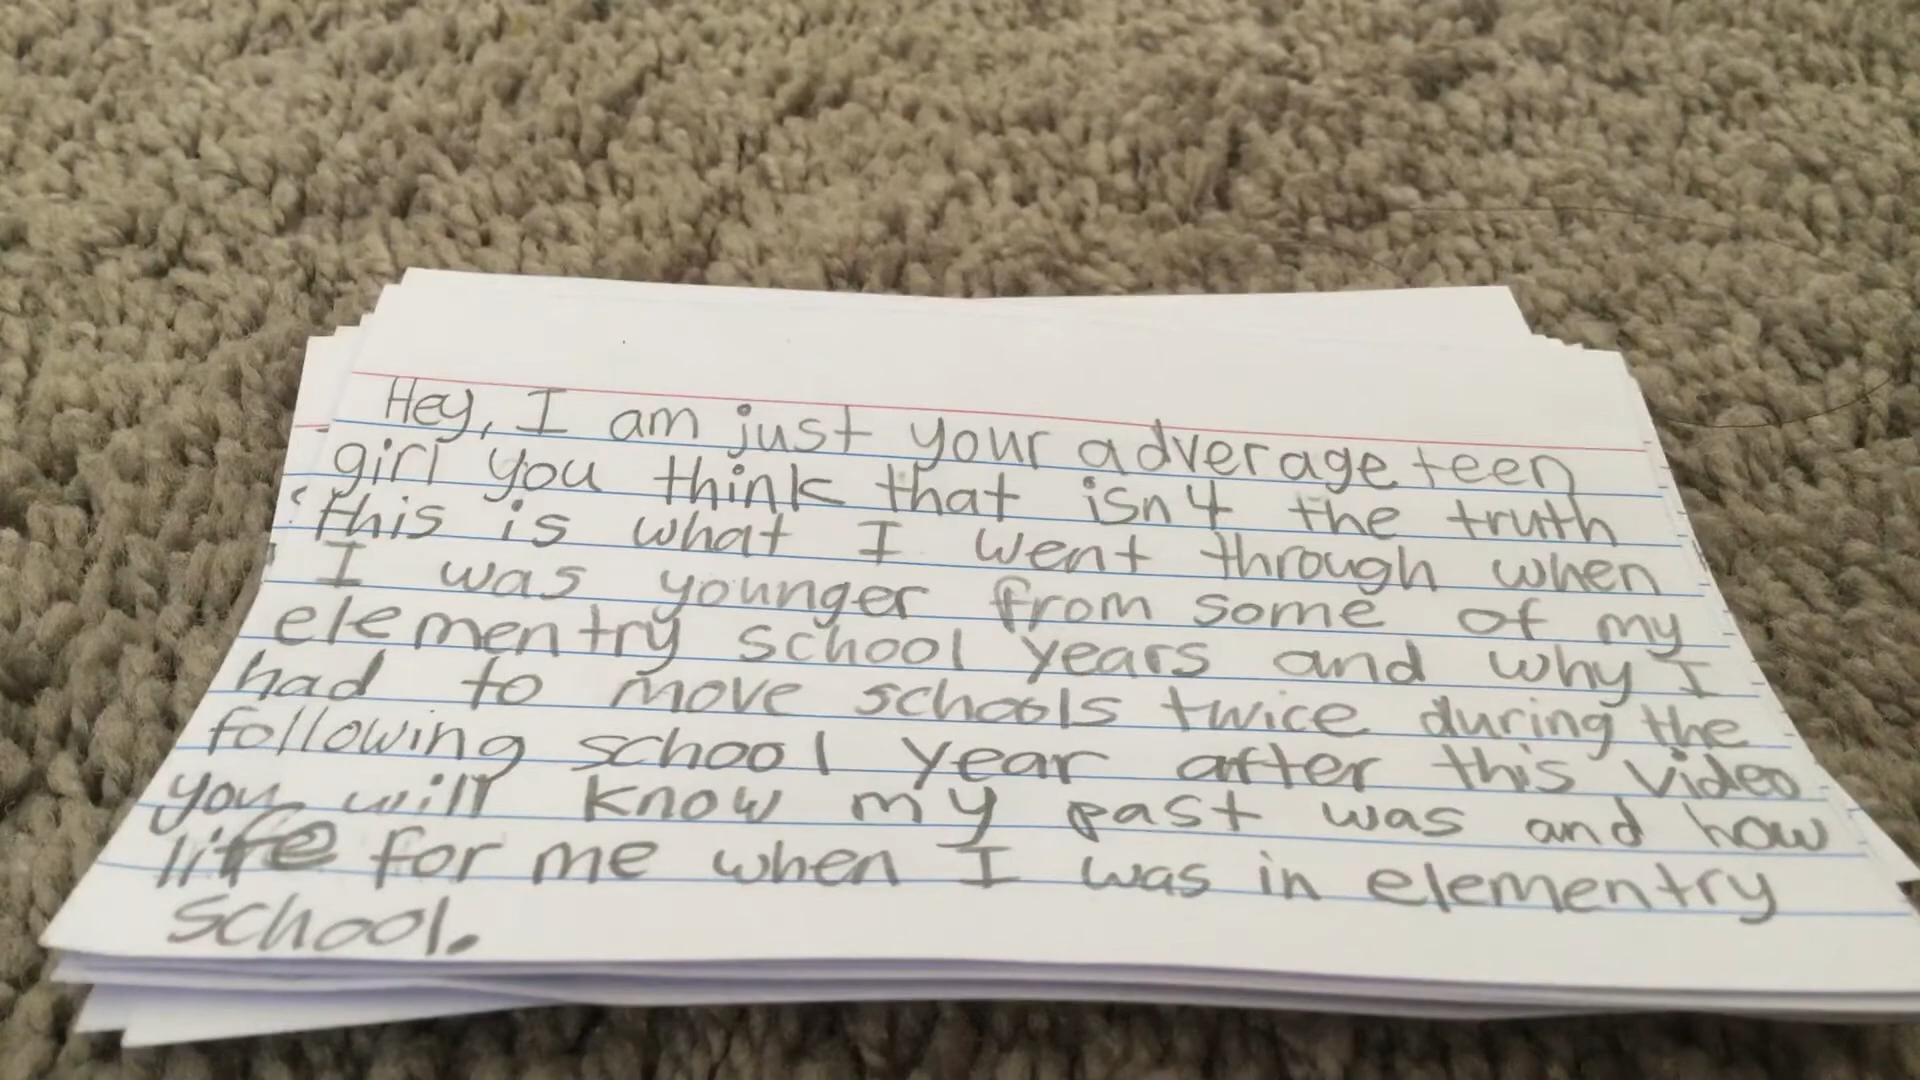 Hey, I am just your adverage teen
girl you think that isn't the truth
this is what I went through when
I was younger from some of my
elementry school years and why I
had to move schools twice during the
following school year after this video
you will know my past was and how
life for me when I was in elementry
school.